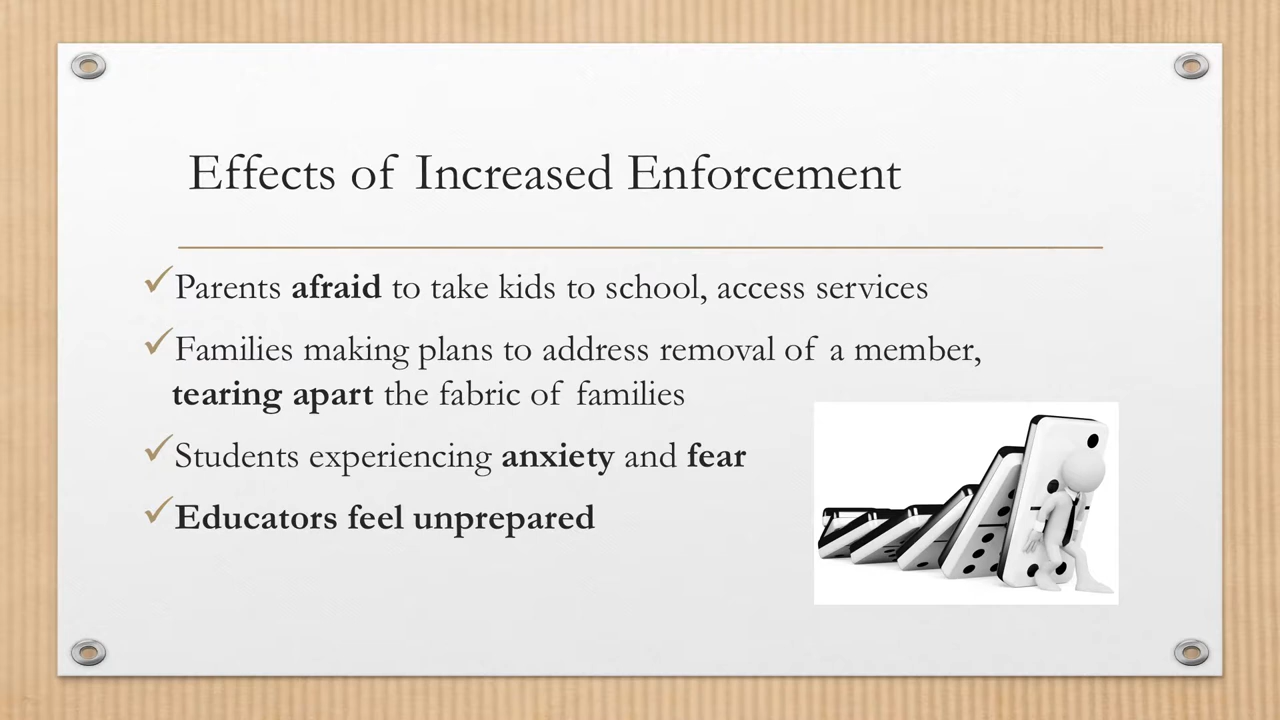 Effects of Increased Enforcement
Parents afraid to take kids to school, access services
Families making plans to address removal of a member,
tearing apart the fabric of families
Students experiencing anxiety and fear
Educators feel unprepared